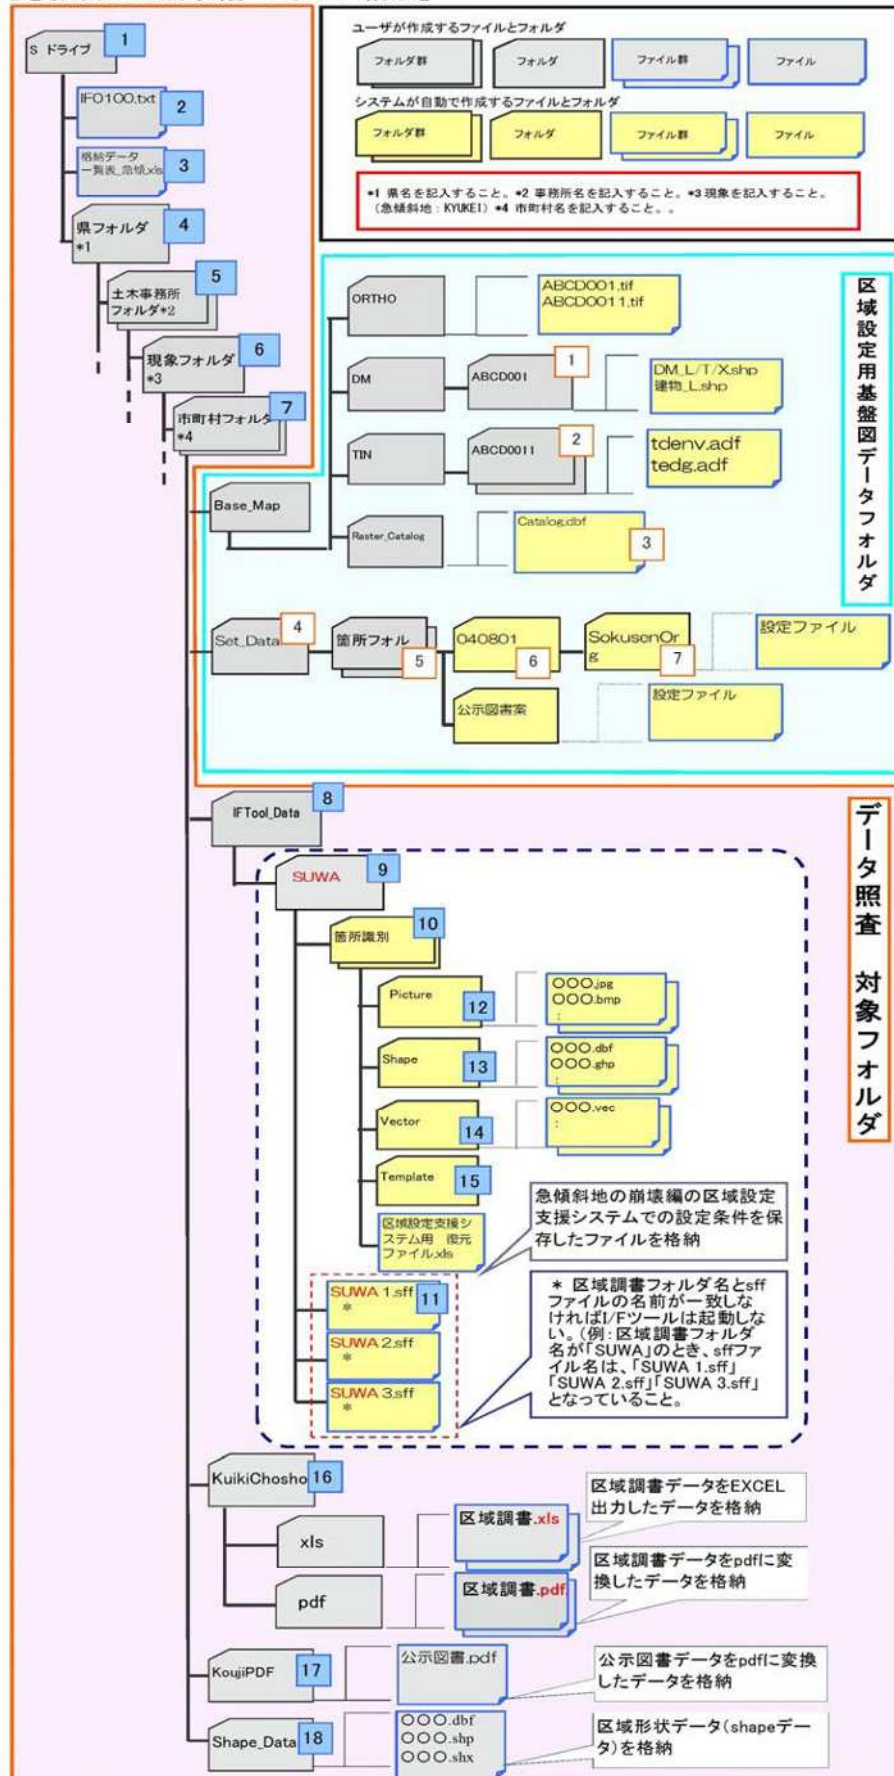 S ドライブ
1
IFO100.txt
2
格納データ
一覧表_急傾.xls
3
県フォルダ
*1
4
土木事務所
フォルダ*2
5
現象フォルダ
*3
6
市町村フォルダ
*4
7
ユーザが作成するファイルとフォルダ
フォルダ群
フォルダ
ファイル群
ファイル
システムが自動で作成するファイルとフォルダ
フォルダ群
フォルダ
ファイル群
ファイル
*1 県名を記入すること。*2 事務所名を記入すること。*3現象を記入すること。
(急傾斜地:KYUKEI) *4 市町村名を記入すること。。
区域設定用基盤図データフォルダ
Base_Map
ORTHO
ABCD001.tif
ABCD0011.tif
DM
ABCD001
1
DM_L/T/X.shp
建物_L.shp
TIN
ABCD0011
2
tdenv.adf
tedg.adf
Raster_Catalog
Catalog.dbf
3
Set_Data
4
箇所フォル
5
040801
6
SokusenOr
g
7
設定ファイル
公示図書案
設定ファイル
データ照査 対象フォルダ
IFTool_Data
8
SUWA
9
箇所識別
10
Picture
12
〇〇〇.jpg
〇〇〇.bmp
:
Shape
13
〇〇〇.dbf
〇〇〇.ghp
:
Vector
14
〇〇〇.vec
:
Template
15
区域設定支援シ
ステム用 復元
ファイル.xls
急傾斜地の崩壊編の区域設定
支援システムでの設定条件を保
存したファイルを格納
SUWA 1.sff
*
11
SUWA 2.sff
*
SUWA 3.sff
*
* 区域調書フォルダ名とsff
ファイルの名前が一致しな
ければI/Fツールは起動しな
い。(例:区域調書フォルダ
名が「SUWA」のとき、sffファ
イル名は、「SUWA 1.sff」
「SUWA 2.sff」「SUWA 3.sff」
となっていること。
KuikiChosho
16
xls
区域調書.xls
区域調書データをEXCEL
出力したデータを格納
pdf
区域調書.pdf
区域調書データをpdfに変
換したデータを格納
KoujiPDF
17
公示図書.pdf
公示図書データをpdfに変換
したデータを格納
Shape_Data
18
〇〇〇.dbf
〇〇〇.shp
〇〇〇.shx
区域形状データ(shapeデー
タ)を格納